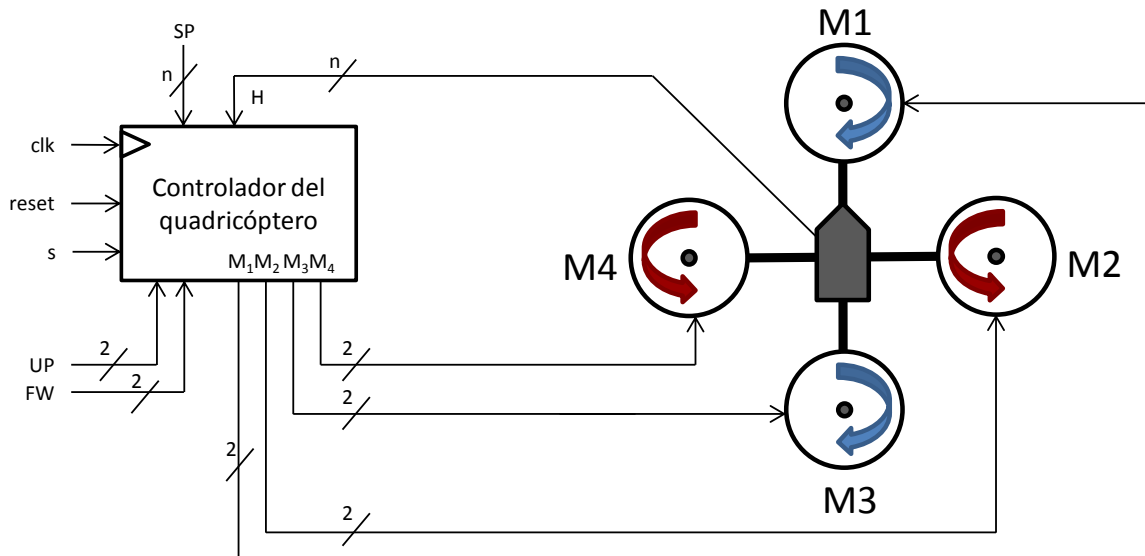 M1
SP
n
n
H
clk
Controlador del
quadricóptero
reset
s
M4
M2
M₁M₂ M₃M₄
UP
2
FW
2
2
2
2
M3
2